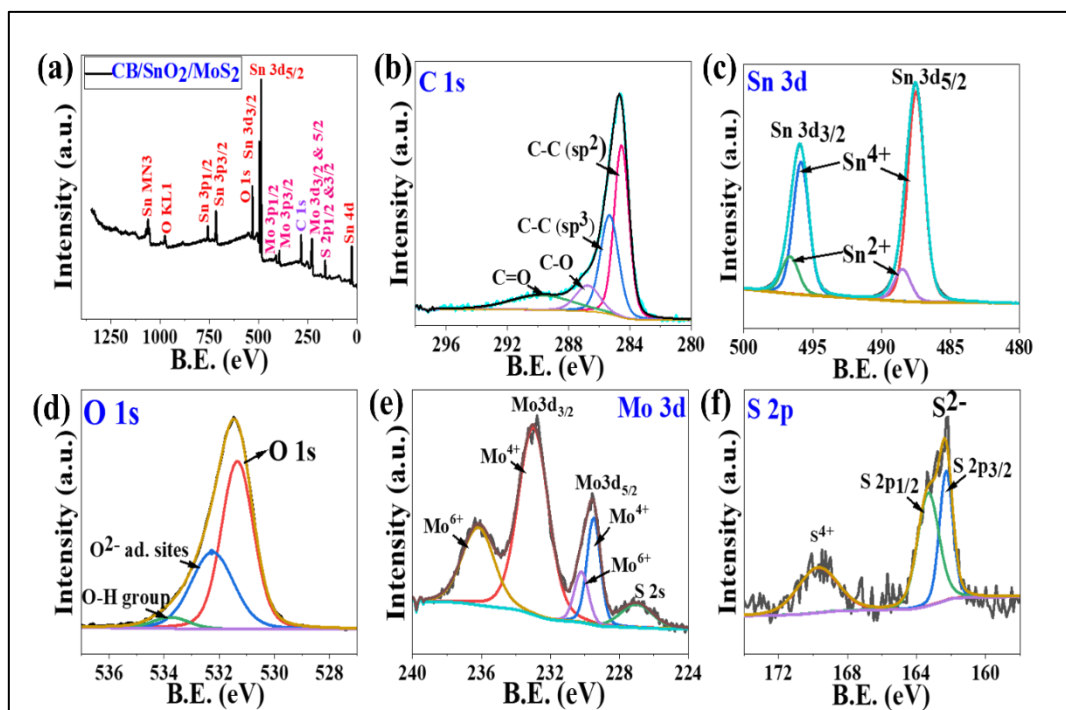 (a)
CB/SnO2/MoS2
Sn 3d5/2
Sn MN3
O KL1
Sn 3p1/2
Sn 3p3/2
O 1s
Sn 3d3/2
Mo 3p1/2
Mo 3p3/2
C 1s
Mo 3d3/2 & 5/2
S 2p1/2 &3/2
Sn 4d
Intensity (a.u.)
1250 1000 750 500 250 0
B.E. (eV)
(b)
C 1s
C-C (sp2)
C-C (sp3)
C-O
C=O
Intensity (a.u.)
296 292 288 284 280
B.E. (eV)
(c)
Sn 3d
Sn 3d5/2
Sn 3d3/2
Sn4+
Sn2+
Intensity (a.u.)
500 495 490 485 480
B.E. (eV)
(d)
O 1s
O 1s
O2- ad. sites
O-H group
Intensity (a.u.)
536 533 530 527
B.E. (eV)
(e)
Mo 3d
Mo3d3/2
Mo4+
Mo3d5/2
Mo6+
Mo4+
Mo6+
S 2s
Intensity (a.u.)
240 236 232 228 224
B.E. (eV)
(f)
S 2p
S2-
S 2p3/2
S 2p1/2
s4+
Intensity (a.u.)
172 168 164 160
B.E. (eV)